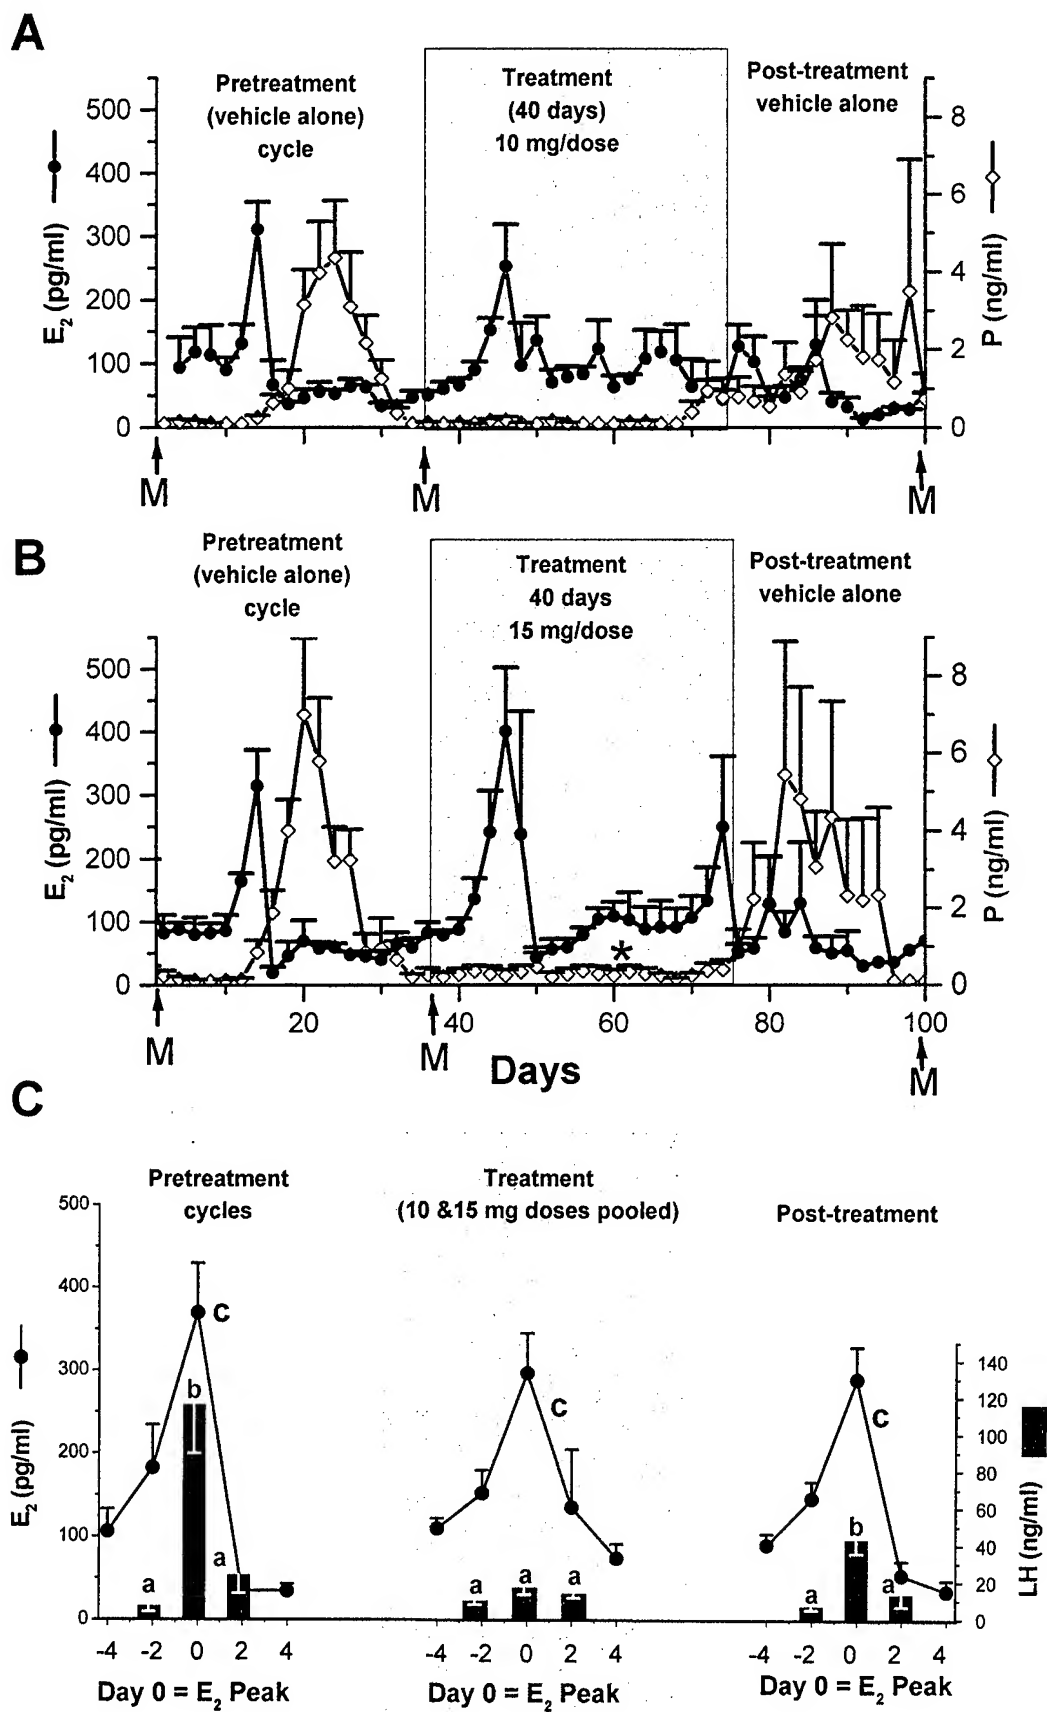 A
Pretreatment
(vehicle alone)
cycle
Treatment
(40 days)
10 mg/dose
Post-treatment
vehicle alone
E2 (pg/ml)
500
400
300
200
100
0
P (ng/ml)
8
6
4
2
0
M
M
M
B
Pretreatment
(vehicle alone)
cycle
Treatment
40 days
15 mg/dose
Post-treatment
vehicle alone
E2 (pg/ml)
500
400
300
200
100
0
*
P (ng/ml)
8
6
4
2
0
20 40 60 80 100
M
M
M
Days
C
Pretreatment
cycles
Treatment
(10 &15 mg doses pooled)
Post-treatment
E2 (pg/ml)
500
400
300
200
100
0
a b a c
a a a c
a b a c
LH (ng/ml)
140
120
100
80
60
40
20
0
-4 -2 0 2 4
-4 -2 0 2 4
-4 -2 0 2 4
Day 0 = E2 Peak
Day 0 = E2 Peak
Day 0 = E2 Peak